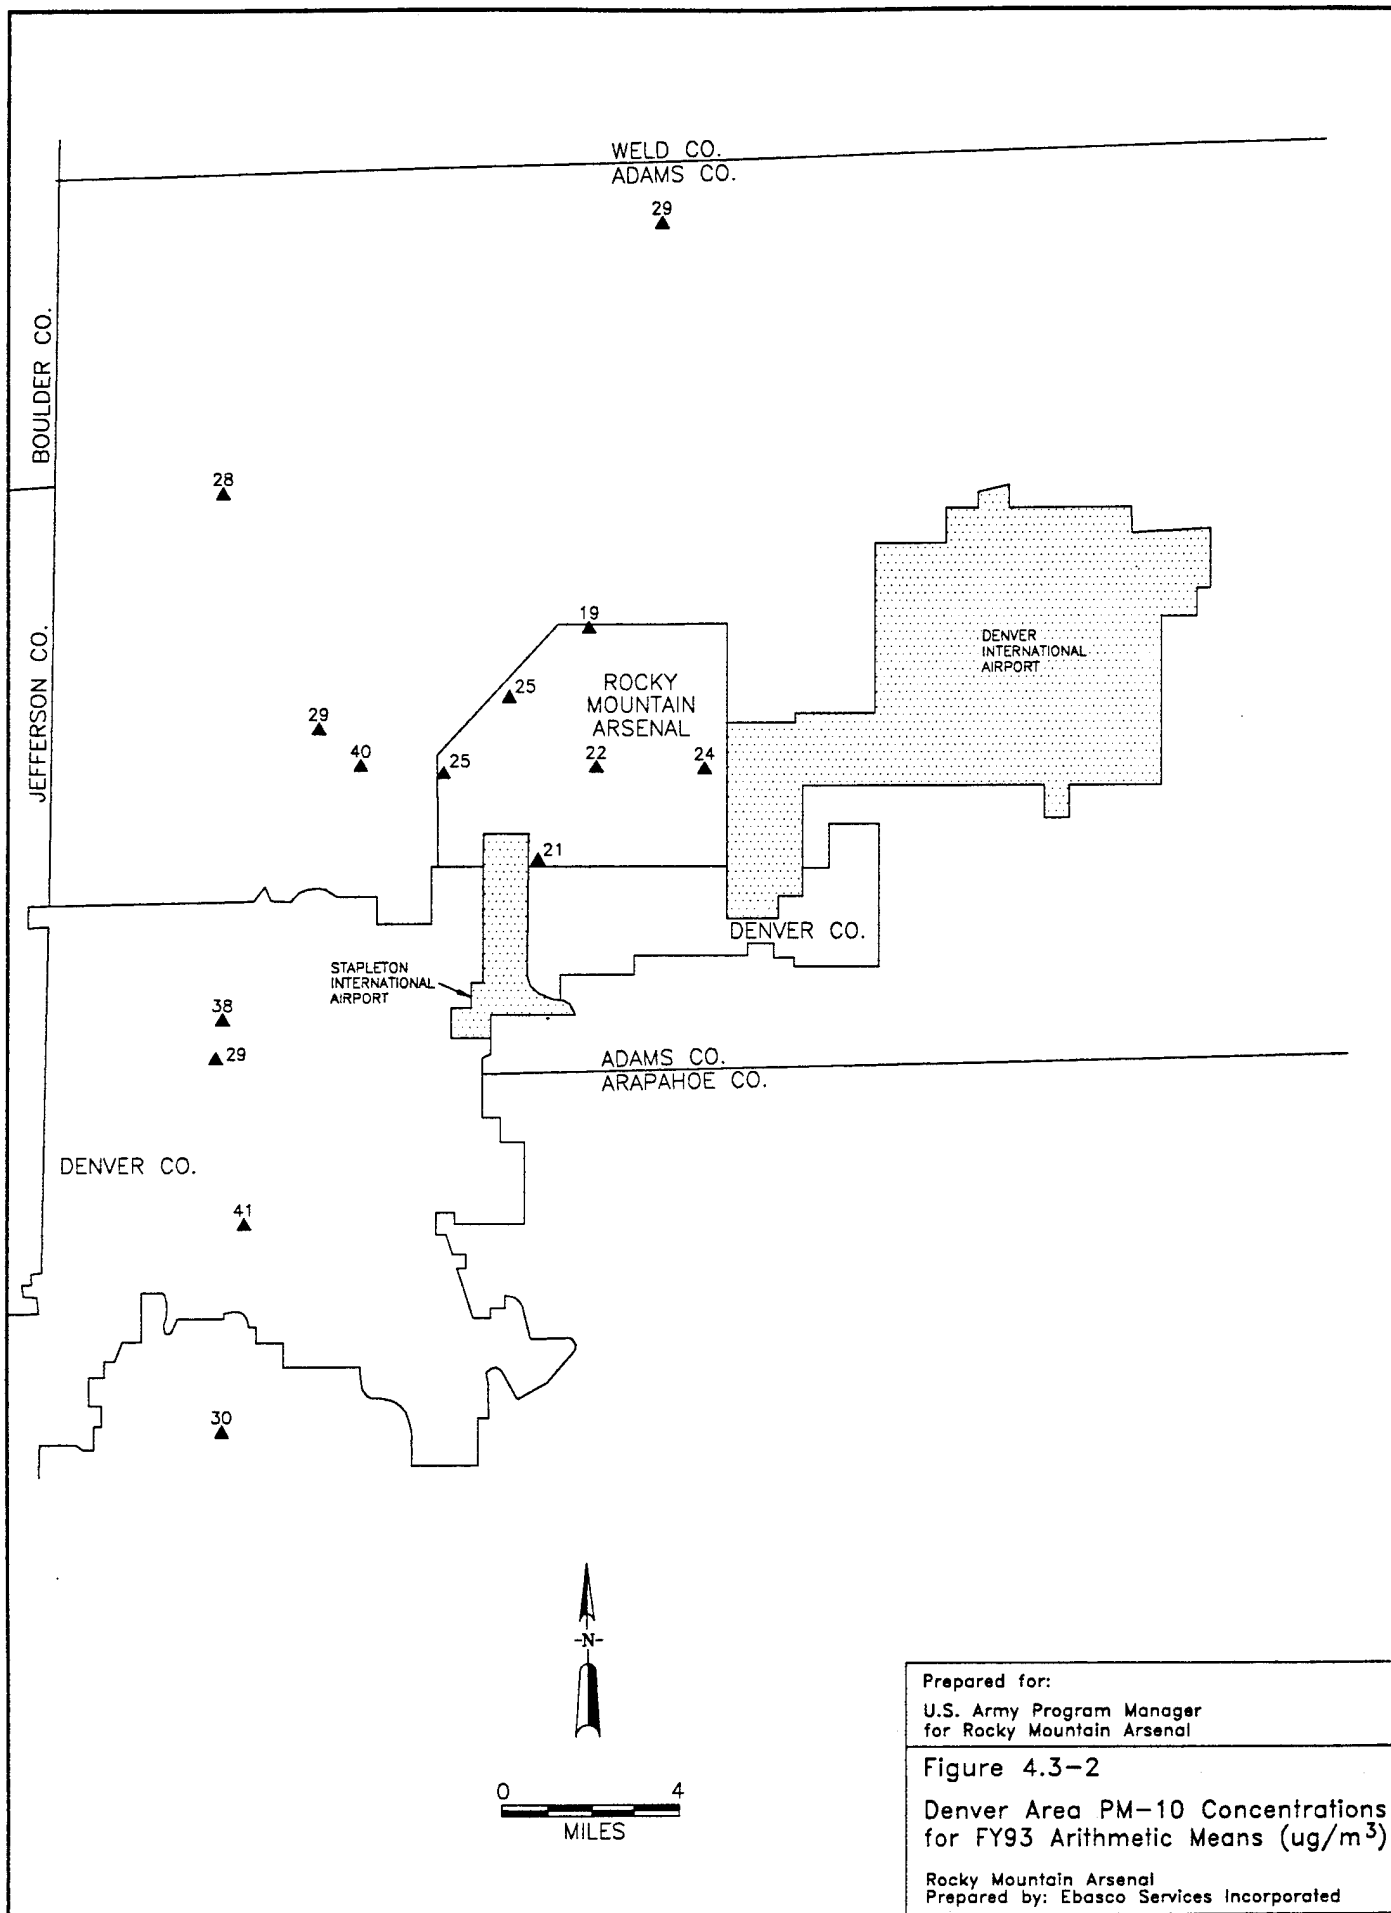 WELD CO.
ADAMS CO.
29
BOULDER CO.
28
JEFFERSON CO.
19
25
ROCKY
MOUNTAIN
ARSENAL
DENVER
INTERNATIONAL
AIRPORT
29
40
25
22
24
21
DENVER CO.
STAPLETON
INTERNATIONAL
AIRPORT
38
29
ADAMS CO.
ARAPAHOE CO.
DENVER CO.
41
30
-N-
0 4
MILES
Prepared for:
U.S. Army Program Manager
for Rocky Mountain Arsenal
Figure 4.3-2
Denver Area PM-10 Concentrations
for FY93 Arithmetic Means (ug/m³)
Rocky Mountain Arsenal
Prepared by: Ebasco Services Incorporated